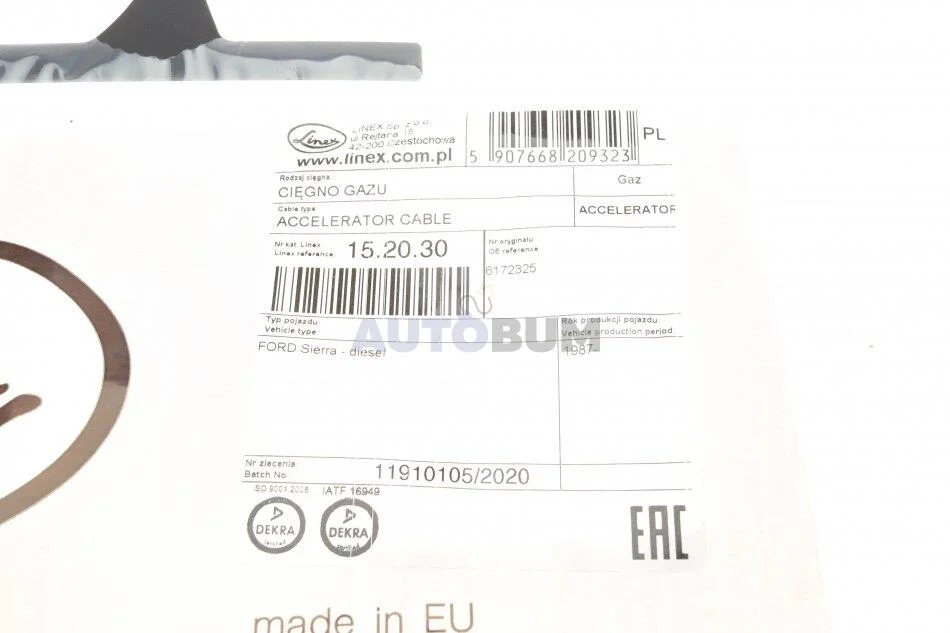 Linex
LINEX Sp. z o.o.
ul. Rejtana 16
42-200 Częstochowa
www.linex.com.pl
5 907668 209323
PL
Rodzaj cięgna:
CIĘGNO GAZU
Gaz
Cable type
ACCELERATOR CABLE
ACCELERATOR
Nr kat. Linex
Linex reference:
15.20.30
Nr oryginału
OE reference
6172325
Typ pojazdu:
Vehicle type:
Rok produkcji pojazdu:
Vehicle production period:
AUTOBUM
FORD Sierra - diesel
1987-
Nr zlecenia:
Batch No.
11910105/2020
ISO 9001:2008
IATF 16949
DEKRA
certified
DEKRA
certified
EAC
made in EU